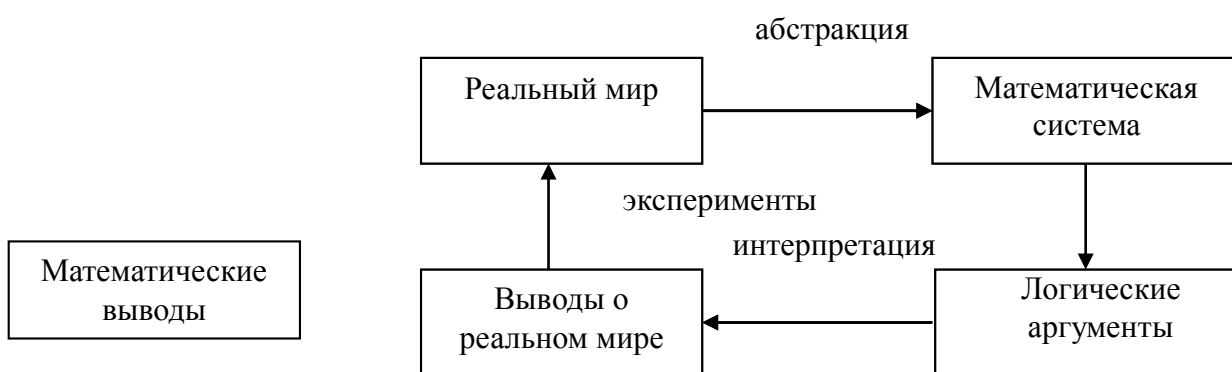 абстракция
Реальный мир
Математическая
система
эксперименты
интерпретация
Математические
выводы
Выводы о
реальном мире
Логические
аргументы